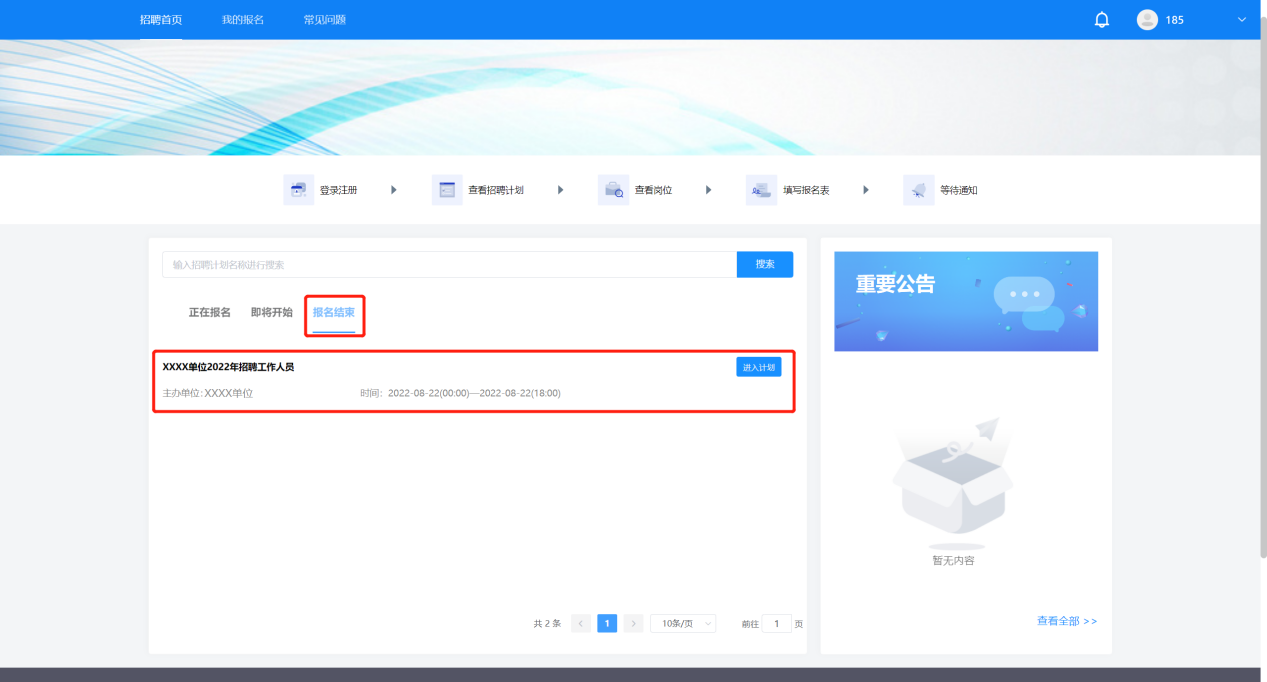 招聘首页 我的报名 常见问题 185
登录注册 查看招聘计划 查看岗位 填写报名表 等待通知
输入招聘计划名称进行搜索 搜索
重要公告
正在报名 即将开始 报名结束
XXXX单位2022年招聘工作人员 进入计划
主办单位:XXXX单位 时间：2022-08-22(00:00)—2022-08-22(18:00)
暂无内容
共 2 条 < 1 > 10条/页 前往 1 页
查看全部 >>